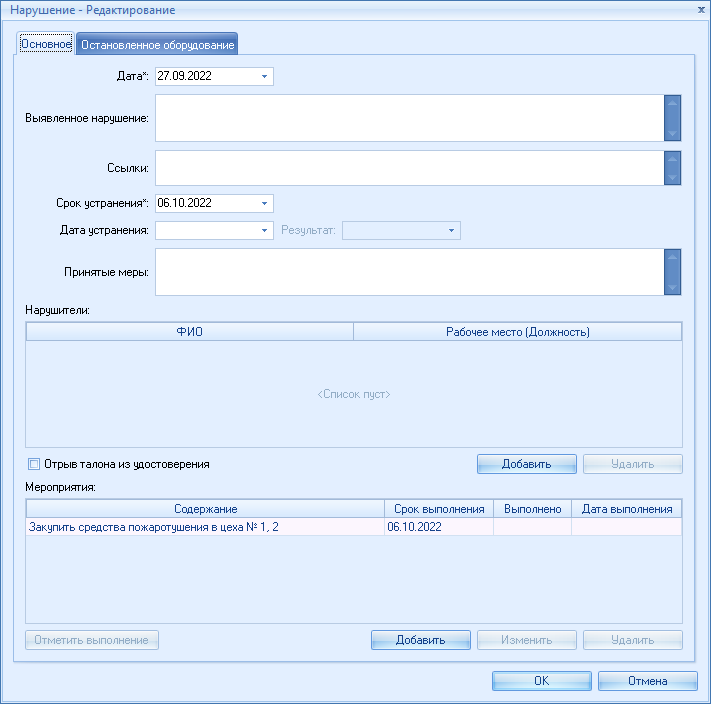 Нарушение - Редактирование
Основное Остановленное оборудование
Дата*: 27.09.2022
Выявленное нарушение:
Ссылки:
Срок устранения*: 06.10.2022
Дата устранения: Результат:
Принятые меры:
Нарушители:
ФИО Рабочее место (Должность)
<Список пуст>
Отрыв талона из удостоверения Добавить Удалить
Мероприятия:
Содержание Срок выполнения Выполнено Дата выполнения
Закупить средства пожаротушения в цеха № 1, 2 06.10.2022
Отметить выполнение Добавить Изменить Удалить
OK Отмена